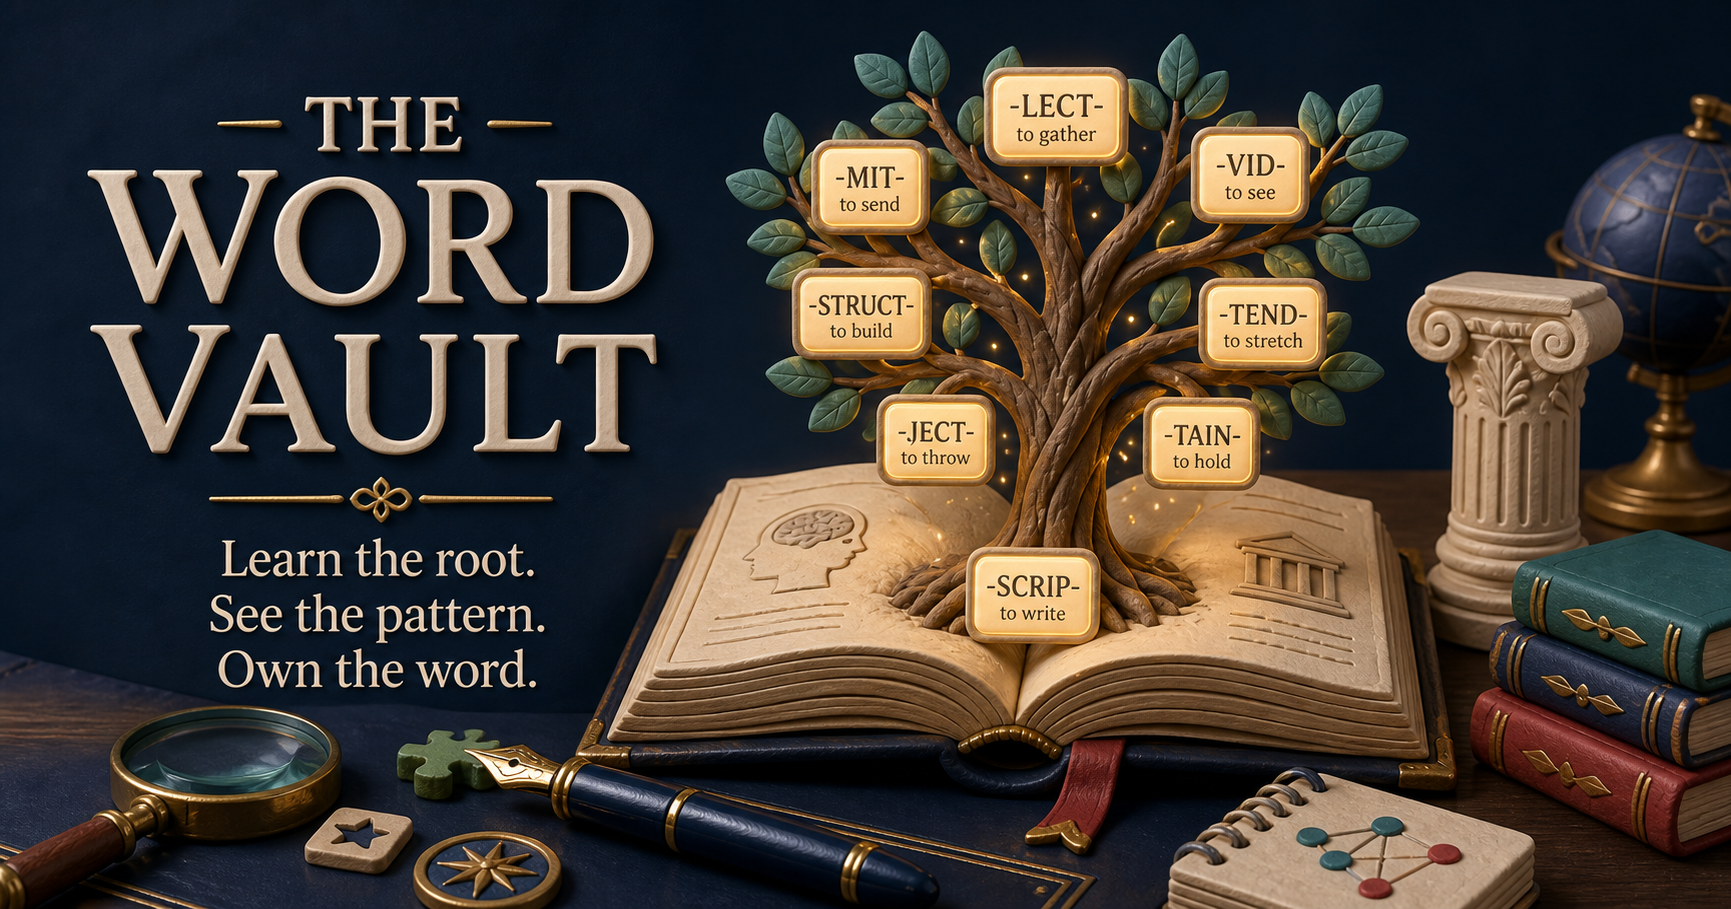 THE
WORD
VAULT
Learn the root.
See the pattern.
Own the word.
-LECT-
to gather
-MIT-
to send
-VID-
to see
-STRUCT-
to build
-TEND-
to stretch
-JECT-
to throw
-TAIN-
to hold
-SCRIP-
to write